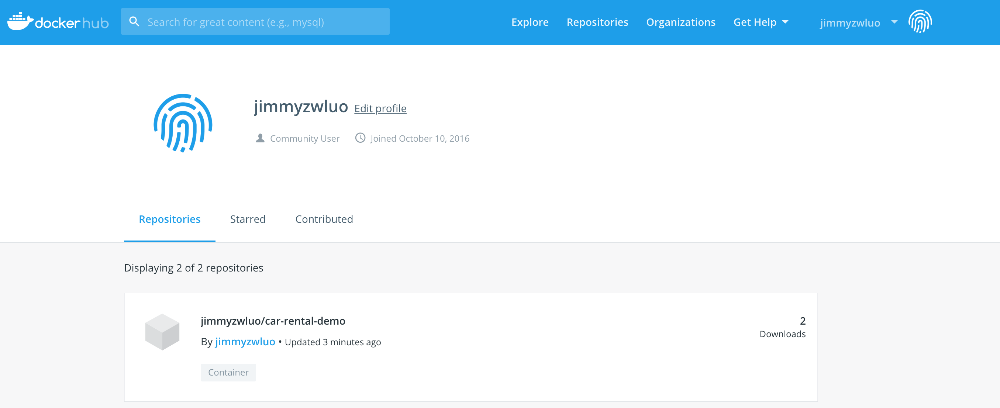 docker hub
Search for great content (e.g., mysql)
Explore
Repositories
Organizations
Get Help
jimmyzwluo
jimmyzwluo Edit profile
Community User
Joined October 10, 2016
Repositories
Starred
Contributed
Displaying 2 of 2 repositories
jimmyzwluo/car-rental-demo
2
Downloads
By jimmyzwluo • Updated 3 minutes ago
Container